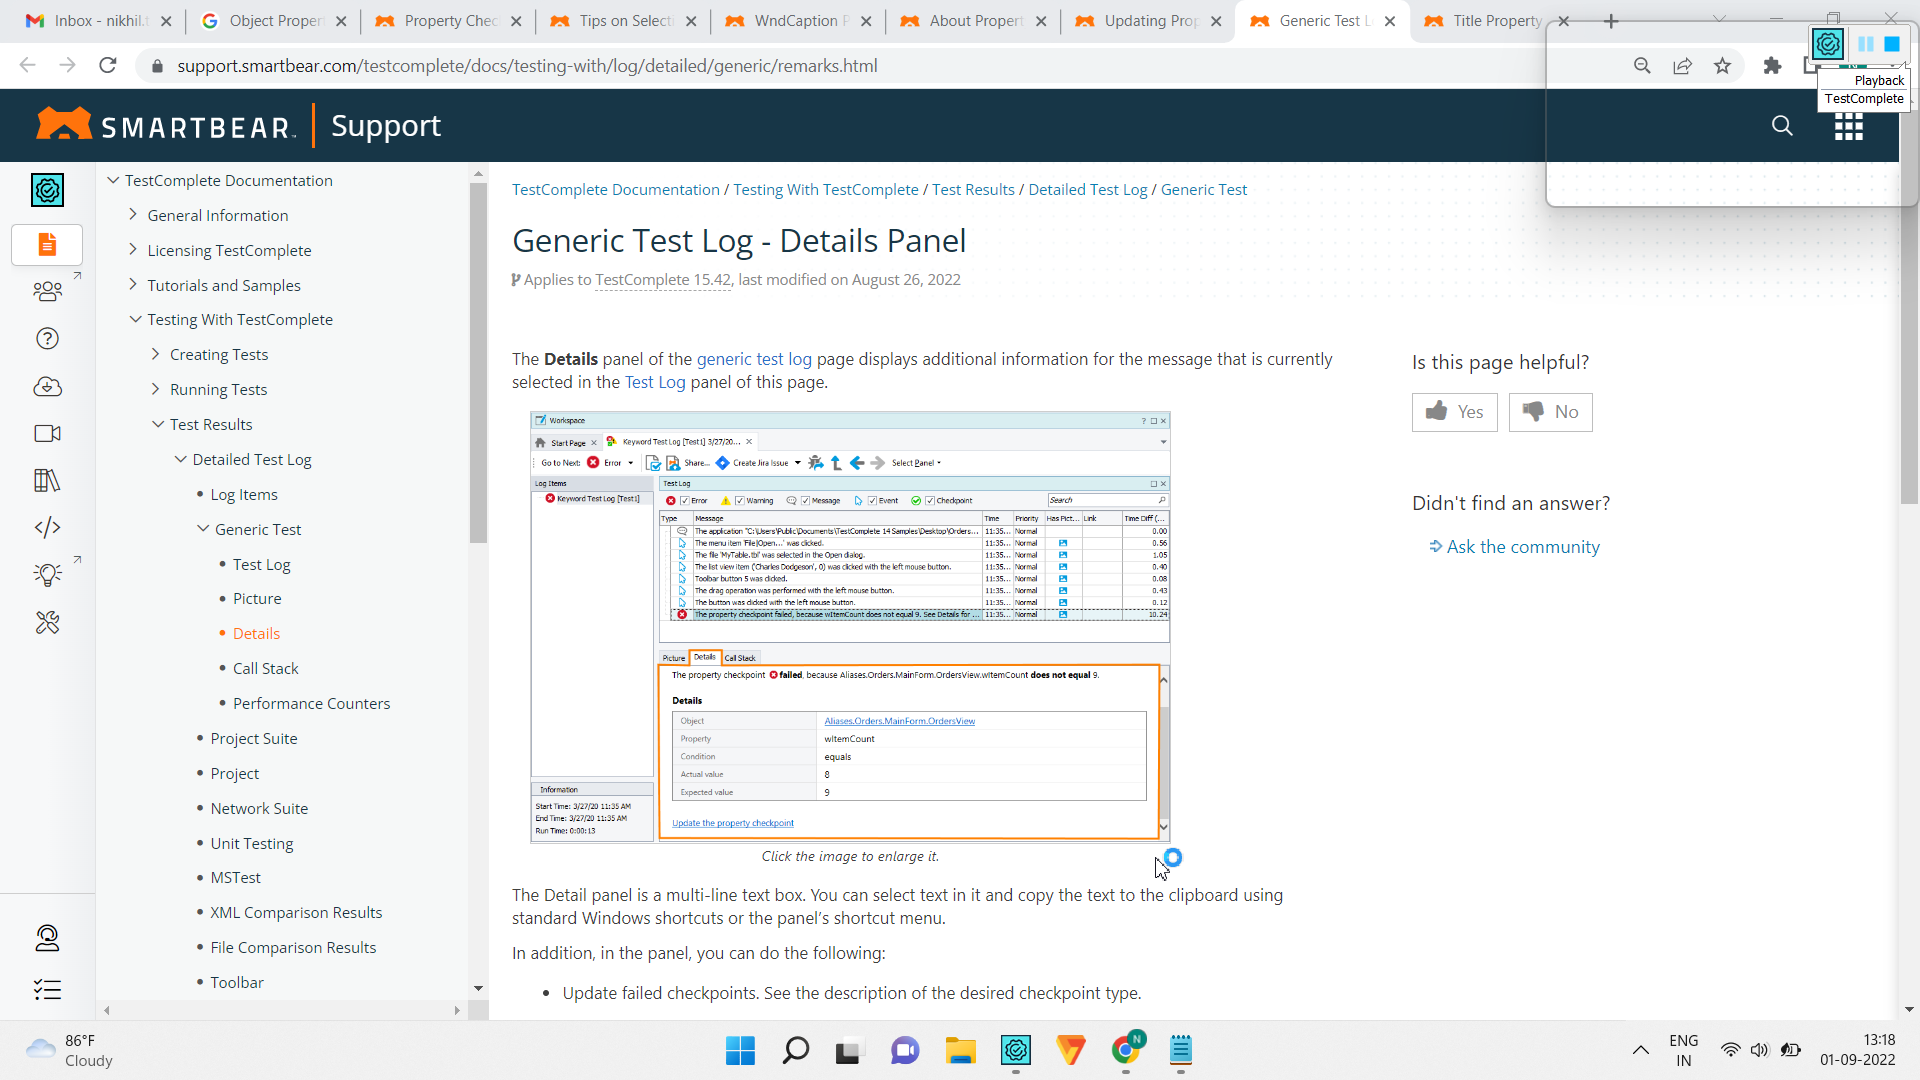 Inbox - nikhil.t
Object Proper
Property Chec
Tips on Selecti
WndCaption P
About Propert
Updating Prop
Generic Test L
Title Property
support.smartbear.com/testcomplete/docs/testing-with/log/detailed/generic/remarks.html
Playback
TestComplete
SMARTBEAR
Support
TestComplete Documentation
General Information
Licensing TestComplete
Tutorials and Samples
Testing With TestComplete
Creating Tests
Running Tests
Test Results
Detailed Test Log
Log Items
Generic Test
Test Log
Picture
Details
Call Stack
Performance Counters
Project Suite
Project
Network Suite
Unit Testing
MSTest
XML Comparison Results
File Comparison Results
Toolbar
TestComplete Documentation / Testing With TestComplete / Test Results / Detailed Test Log / Generic Test
Generic Test Log - Details Panel
Applies to TestComplete 15.42, last modified on August 26, 2022
The Details panel of the generic test log page displays additional information for the message that is currently
selected in the Test Log panel of this page.
Workspace
Start Page
Keyword Test Log [Test1] 3/27/20...
Go to Next: Error Share... Create Jira Issue Select Panel
Log Items
Keyword Test Log [Test1]
Test Log
Error Warning Message Event Checkpoint Search
Type Message Time Priority Has Pict... Link Time Diff (...
The application "C:\Users\Public\Documents\TestComplete 14 Samples\Desktop\Orders... 11:35... Normal 0.00
The menu item 'File|Open...' was clicked. 11:35... Normal 0.56
The file 'MyTable.tbl' was selected in the Open dialog. 11:35... Normal 1.05
The list view item ('Charles Dodgeson', 0) was clicked with the left mouse button. 11:35... Normal 0.40
Toolbar button 5 was clicked. 11:35... Normal 0.08
The drag operation was performed with the left mouse button. 11:35... Normal 0.43
The button was clicked with the left mouse button. 11:35... Normal 0.12
The property checkpoint failed, because wItemCount does not equal 9. See Details for ... 11:35... Normal 10.24
Picture Details Call Stack
The property checkpoint failed, because Aliases.Orders.MainForm.OrdersView.wItemCount does not equal 9.
Details
Object Aliases.Orders.MainForm.OrdersView
Property wItemCount
Condition equals
Actual value 8
Expected value 9
Update the property checkpoint
Information
Start Time: 3/27/20 11:35 AM
End Time: 3/27/20 11:35 AM
Run Time: 0:00:13
Click the image to enlarge it.
The Detail panel is a multi-line text box. You can select text in it and copy the text to the clipboard using
standard Windows shortcuts or the panel's shortcut menu.
In addition, in the panel, you can do the following:
• Update failed checkpoints. See the description of the desired checkpoint type.
Is this page helpful?
Yes
No
Didn't find an answer?
Ask the community
86°F
Cloudy
N
ENG
IN
13:18
01-09-2022